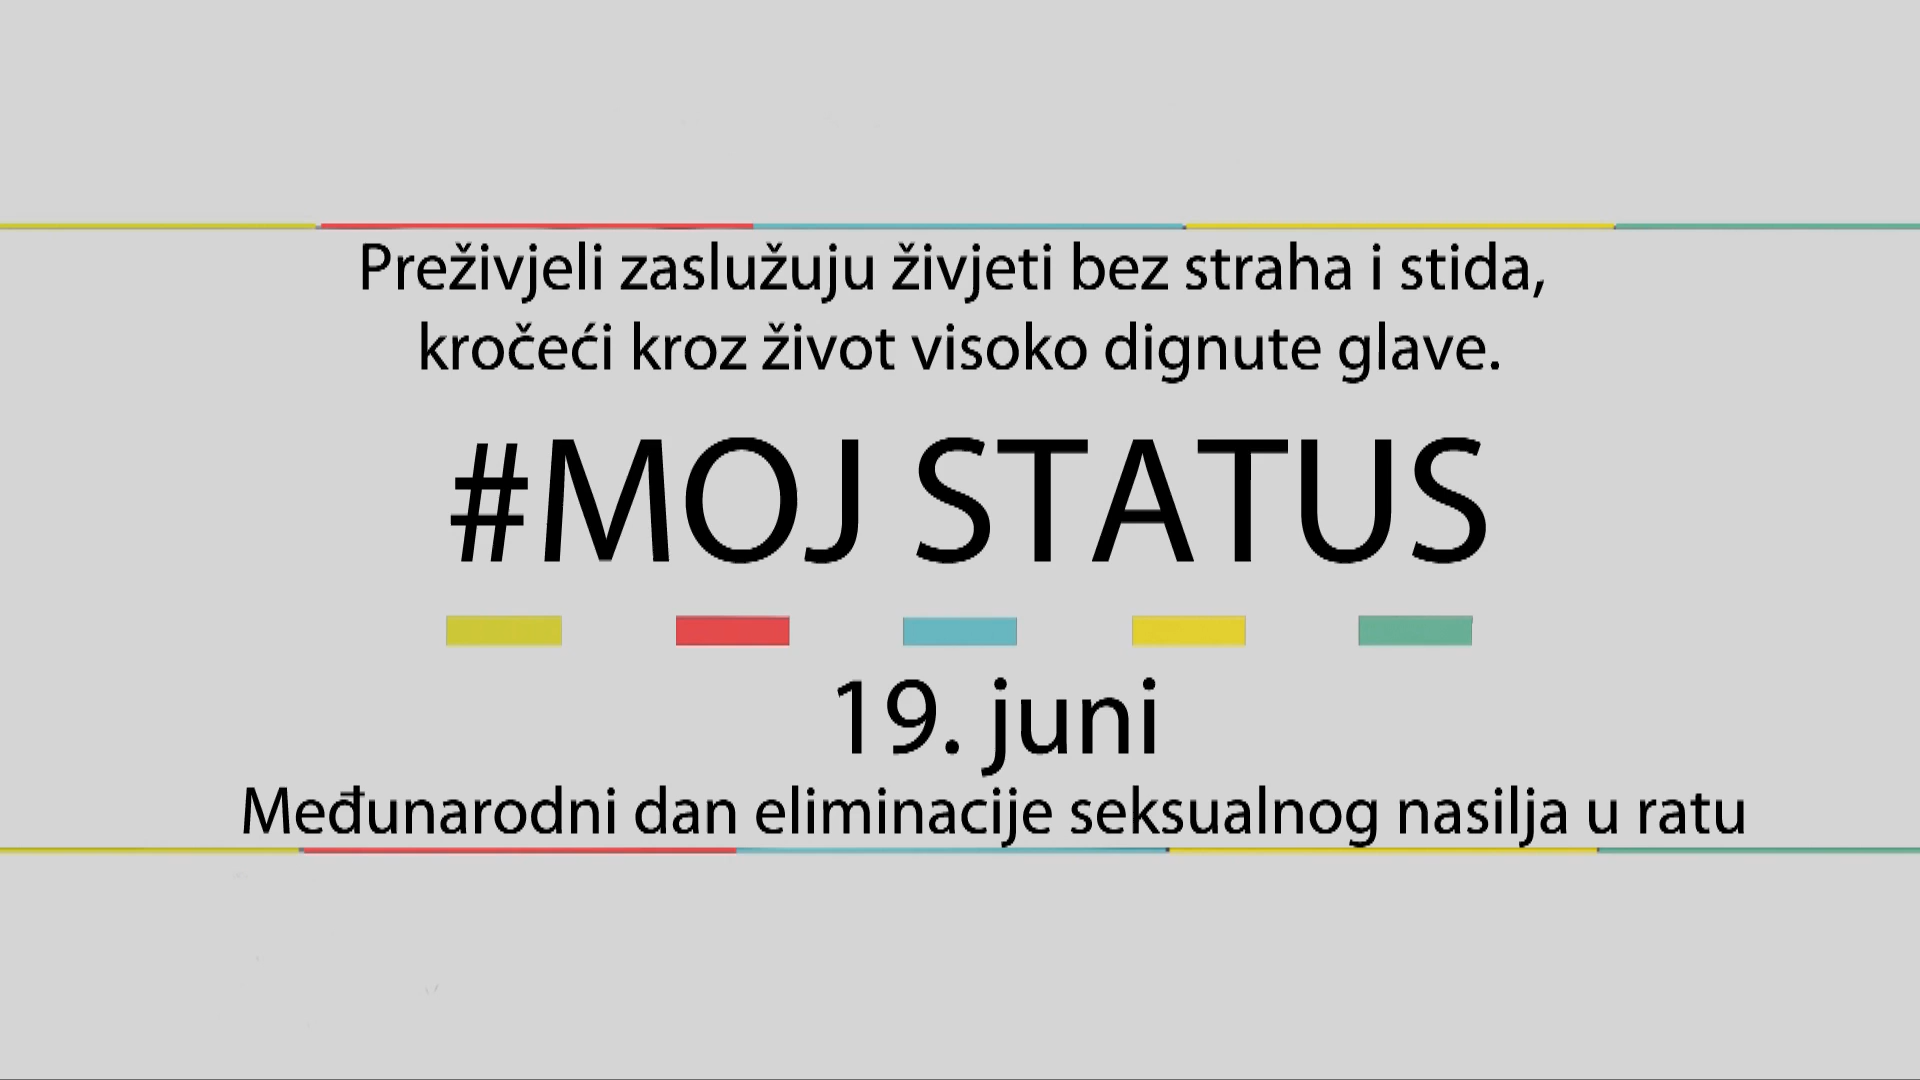 Preživjeli zaslužuju živjeti bez straha i stida,
kročeći kroz život visoko dignute glave.
#MOJ STATUS
19. juni
Međunarodni dan eliminacije seksualnog nasilja u ratu